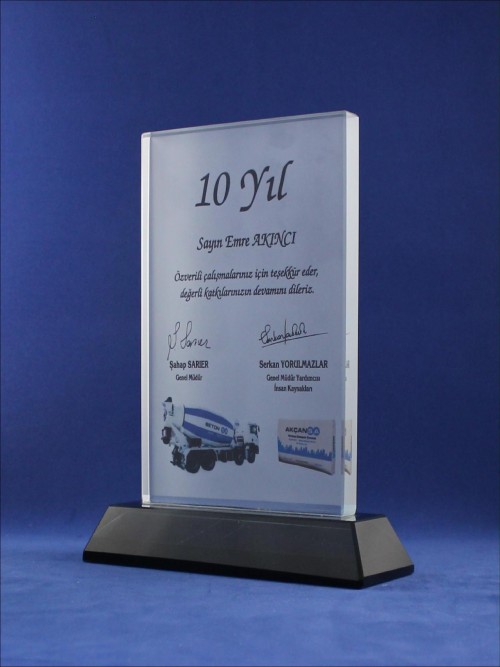 10 Yıl
Sayın Emre AKINCI
Özverili çalışmalarınız için teşekkür eder,
değerli katkılarınızın devamını dileriz.
Şahap SARIER
Genel Müdür
Serkan YORULMAZLAR
Genel Müdür Yardımcısı
İnsan Kaynakları
BETON
AKÇAN